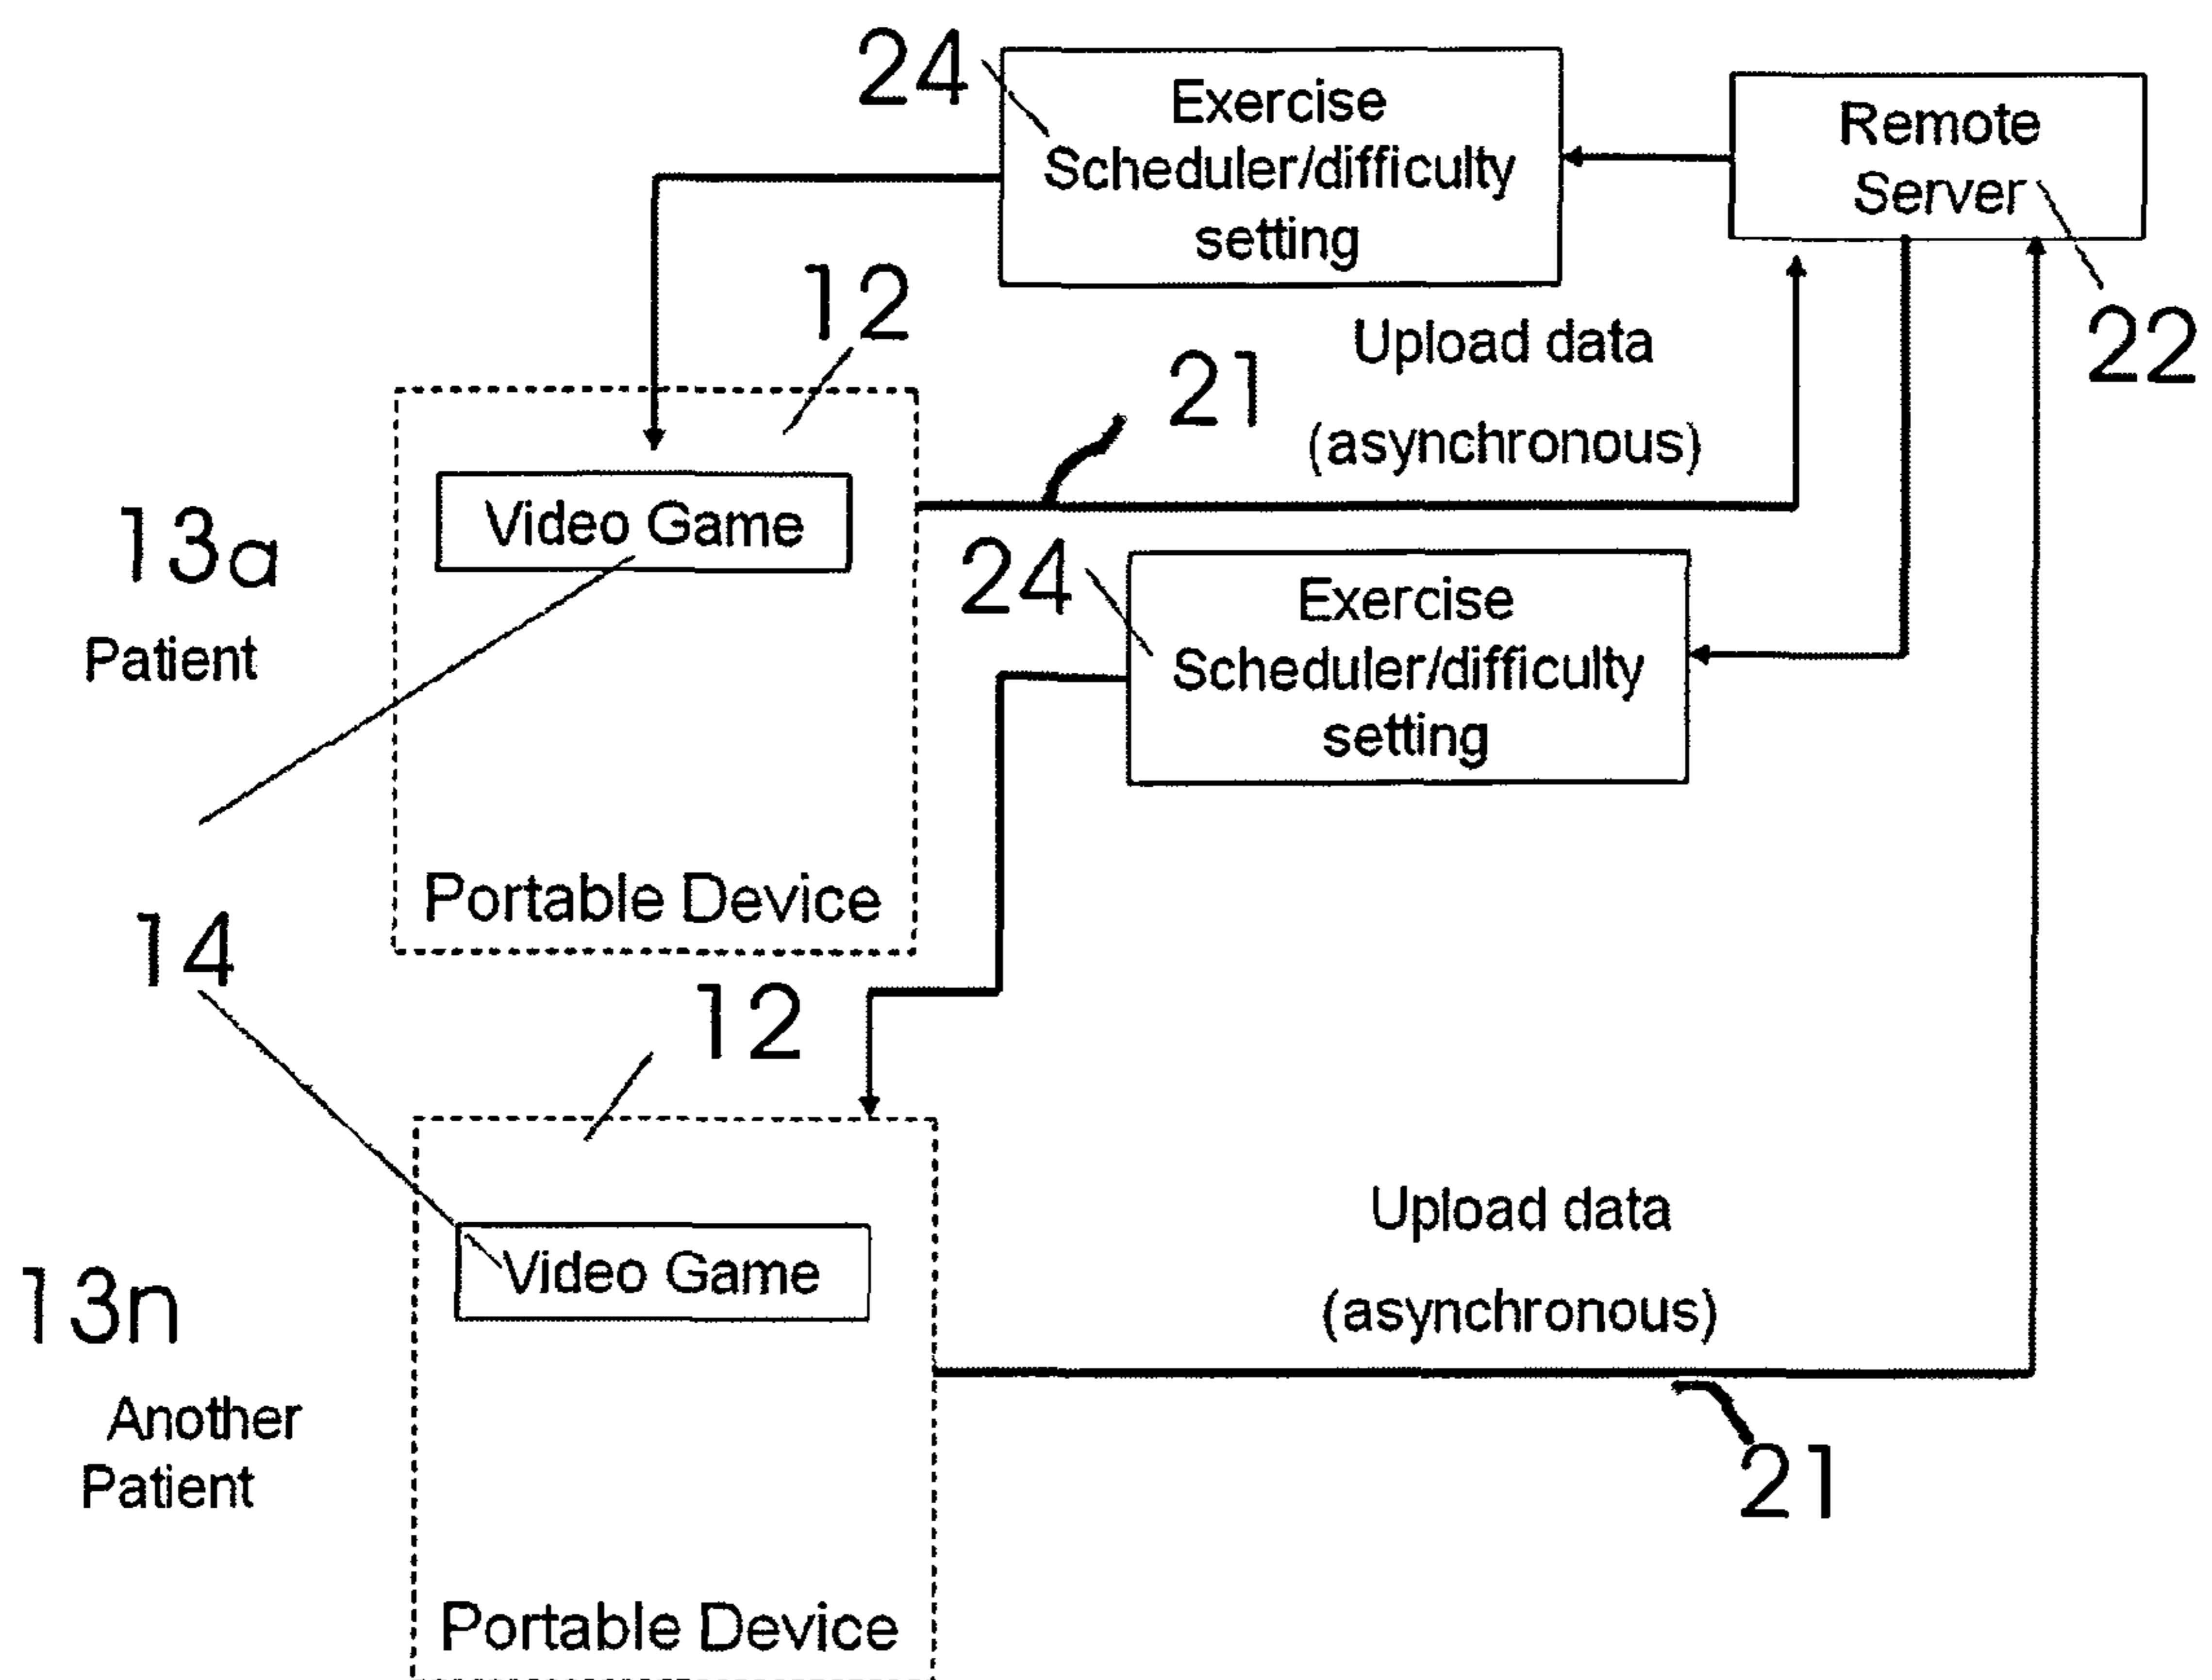 24
Exercise
Scheduler/difficulty
setting
Remote
Server
22
12
21
Upload data
(asynchronous)
13a
Patient
Video Game
Portable Device
24
Exercise
Scheduler/difficulty
setting
14
12
13n
Another
Patient
Video Game
Portable Device
Upload data
(asynchronous)
21